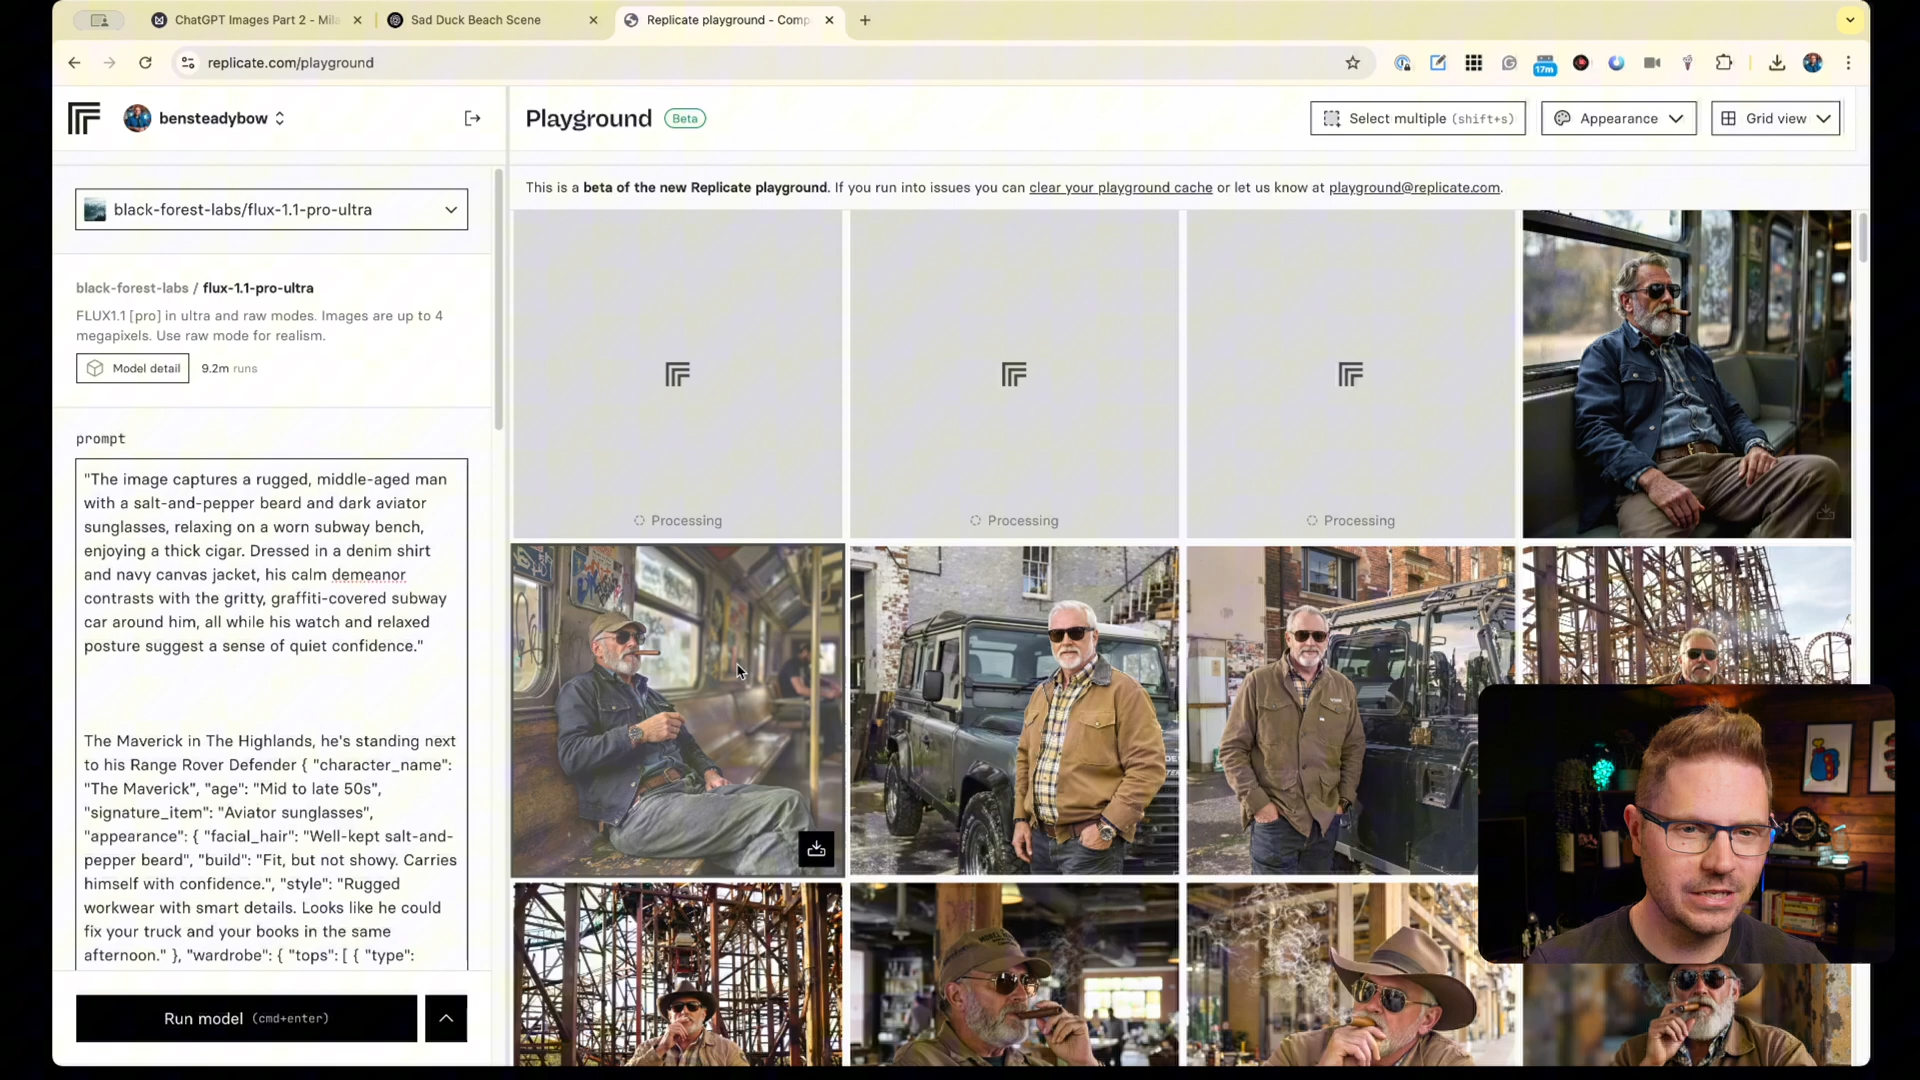 ChatGPT Images Part 2 - Mila
Sad Duck Beach Scene
Replicate playground - Comp
replicate.com/playground
17m
bensteadybow
Playground
Beta
Select multiple (shift+s)
Appearance
Grid view
This is a beta of the new Replicate playground. If you run into issues you can clear your playground cache or let us know at playground@replicate.com.
black-forest-labs/flux-1.1-pro-ultra
black-forest-labs / flux-1.1-pro-ultra
FLUX1.1 [pro] in ultra and raw modes. Images are up to 4
megapixels. Use raw mode for realism.
Model detail
9.2m runs
prompt
"The image captures a rugged, middle-aged man
with a salt-and-pepper beard and dark aviator
sunglasses, relaxing on a worn subway bench,
enjoying a thick cigar. Dressed in a denim shirt
and navy canvas jacket, his calm demeanor
contrasts with the gritty, graffiti-covered subway
car around him, all while his watch and relaxed
posture suggest a sense of quiet confidence."
The Maverick in The Highlands, he's standing next
to his Range Rover Defender { "character_name":
"The Maverick", "age": "Mid to late 50s",
"signature_item": "Aviator sunglasses",
"appearance": { "facial_hair": "Well-kept salt-and-
pepper beard", "build": "Fit, but not showy. Carries
himself with confidence.", "style": "Rugged
workwear with smart details. Looks like he could
fix your truck and your books in the same
afternoon." }, "wardrobe": { "tops": [ { "type":
Run model (cmd+enter)
Processing
Processing
Processing